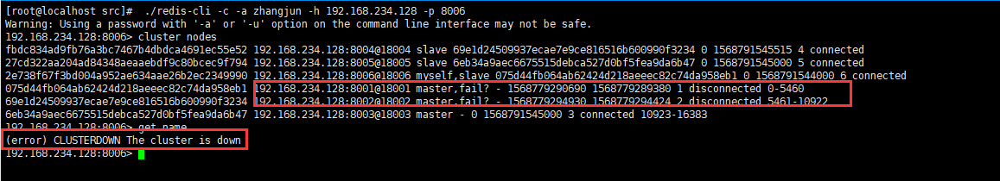 [root@localhost src]#  ./redis-cli -c -a zhangjun -h 192.168.234.128 -p 8006
Warning: Using a password with '-a' or '-u' option on the command line interface may not be safe.
192.168.234.128:8006> cluster nodes
fbdc834ad9fb76a3bc7467b4dbdca4691ec55e52 192.168.234.128:8004@18004 slave 69e1d24509937ecae7e9ce816516b600990f3234 0 1568791545515 4 connected
27cd322aa204ad84348aeaaebdf9c80bcec9f794 192.168.234.128:8005@18005 slave 6eb34a9aec6675515debca527d0bf5fea9da6b47 0 1568791545000 5 connected
2e738f67f3bd004a952ae634aae26b2ec2349990 192.168.234.128:8006@18006 myself,slave 075d44fb064ab62424d218aeeec82c74da958eb1 0 1568791544000 6 connected
075d44fb064ab62424d218aeeec82c74da958eb1 192.168.234.128:8001@18001 master,fail? - 1568779290690 1568779289380 1 disconnected 0-5460
69e1d24509937ecae7e9ce816516b600990f3234 192.168.234.128:8002@18002 master,fail? - 1568779294930 1568779294424 2 disconnected 5461-10922
6eb34a9aec6675515debca527d0bf5fea9da6b47 192.168.234.128:8003@18003 master - 0 1568791545000 3 connected 10923-16383
192.168.234.128:8006> get name
(error) CLUSTERDOWN The cluster is down
192.168.234.128:8006>